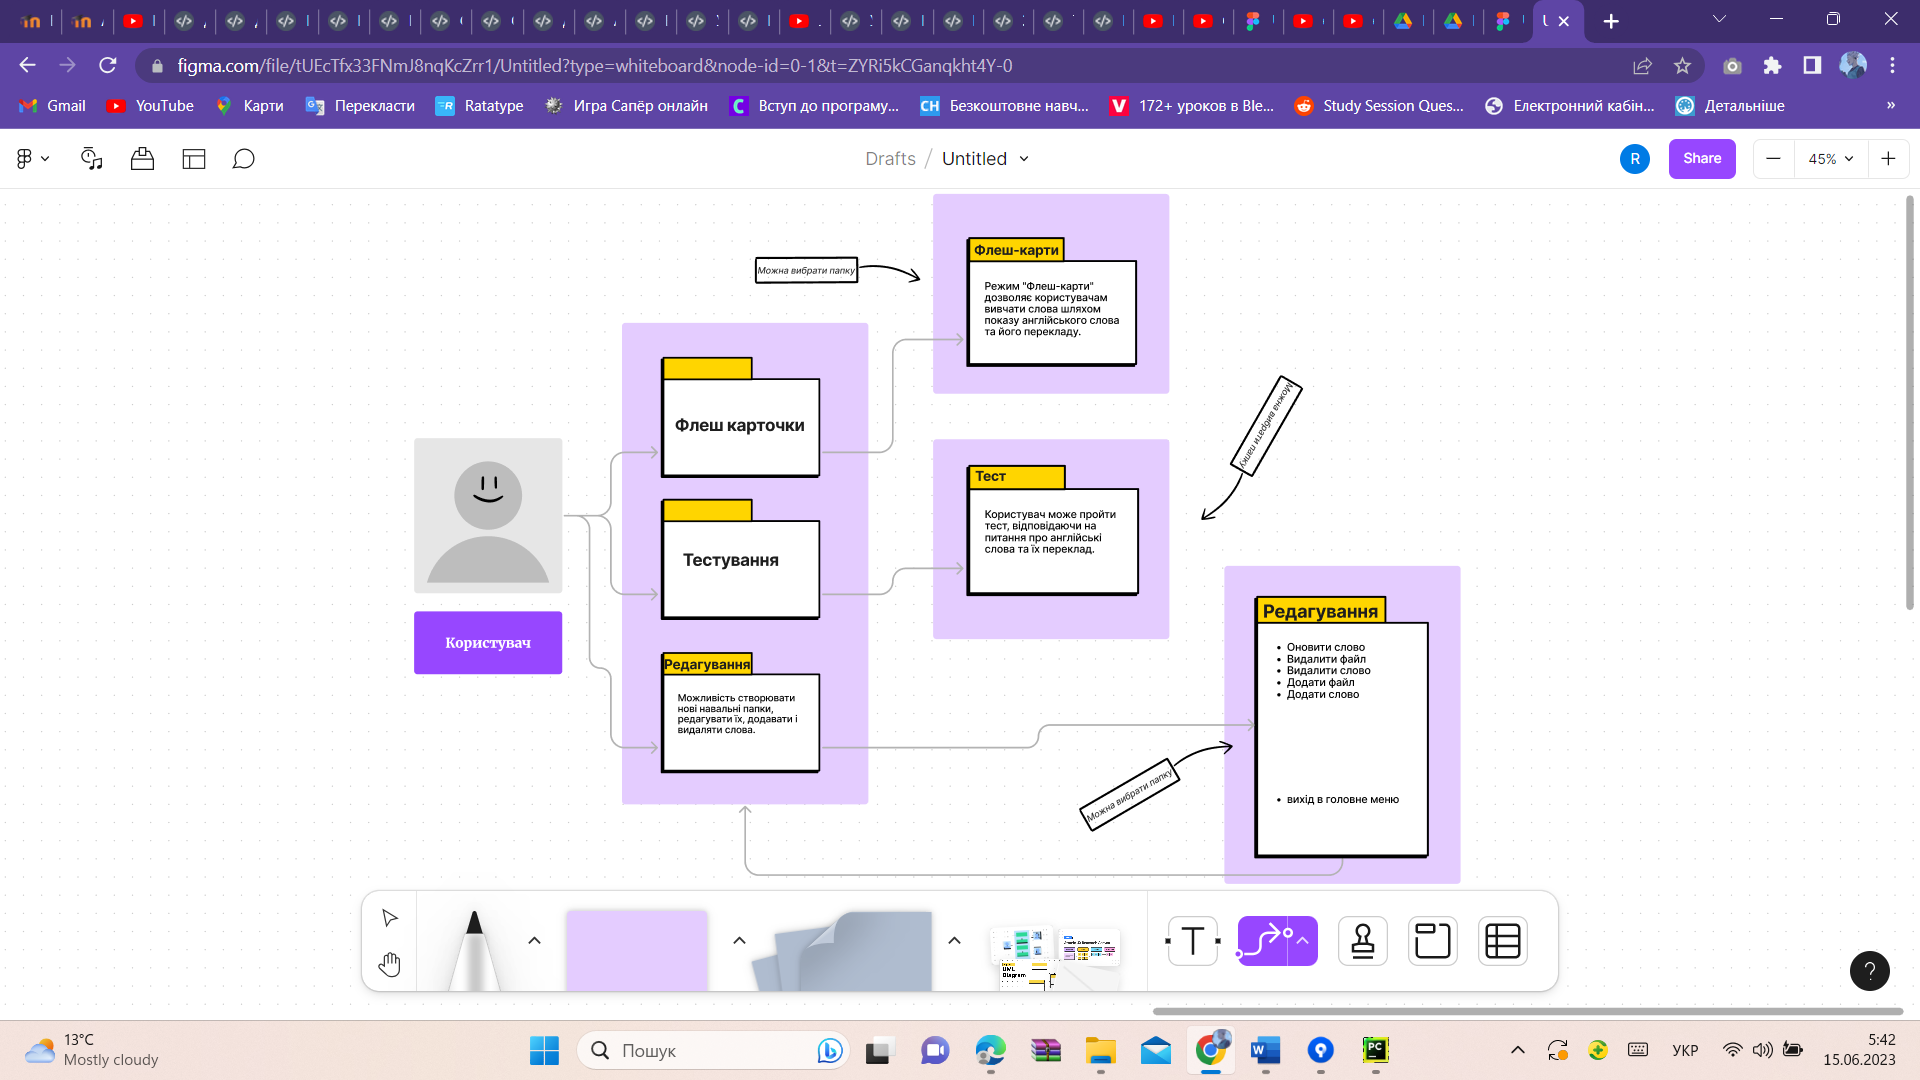 figma.com/file/tUEcTfx33FNmJ8nqKcZrr1/Untitled?type=whiteboard&node-id=0-1&t=ZYRi5kCGanqkht4Y-0
Gmail YouTube Карти Перекласти Ratatype Игра Сапёр онлайн Вступ до програму... Безкоштовне навч... 172+ уроков в Ble... Study Session Ques... Електронний кабін... Детальніше »
Drafts / Untitled
R Share 45%
Флеш-карти
Можна вибрати папку
Режим "Флеш-карти"
дозволяє користувачам
вивчати слова шляхом
показу англійського слова
та його перекладу.
Флеш карточки
Можна вибрати папку
Тест
Користувач може пройти
тест, відповідаючи на
питання про англійські
слова та їх переклад.
Тестування
Користувач
Редагування
Можливість створювати
нові навальні папки,
редагувати їх, додавати і
видаляти слова.
Редагування
• Оновити слово
• Видалити файл
• Видалити слово
• Додати файл
• Додати слово
Можна вибрати папку
• вихід в головне меню
UML
Diagram
T
?
13°C
Mostly cloudy
Пошук
УКР
5:42
15.06.2023